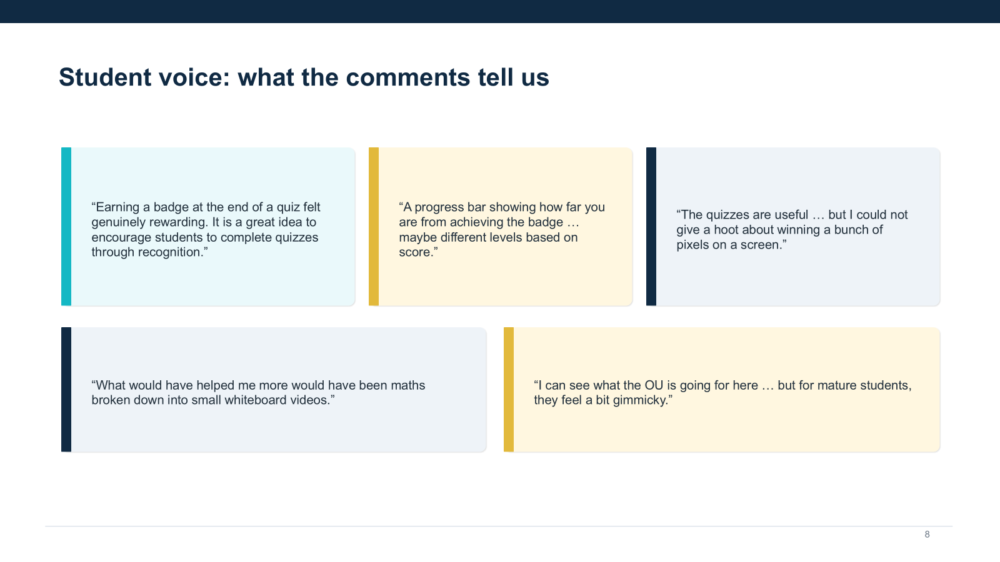 Student voice: what the comments tell us
“Earning a badge at the end of a quiz felt
genuinely rewarding. It is a great idea to
encourage students to complete quizzes
through recognition.”
“A progress bar showing how far you
are from achieving the badge …
maybe different levels based on
score.”
“The quizzes are useful … but I could not
give a hoot about winning a bunch of
pixels on a screen.”
“What would have helped me more would have been maths
broken down into small whiteboard videos.”
“I can see what the OU is going for here … but for mature students,
they feel a bit gimmicky.”
8